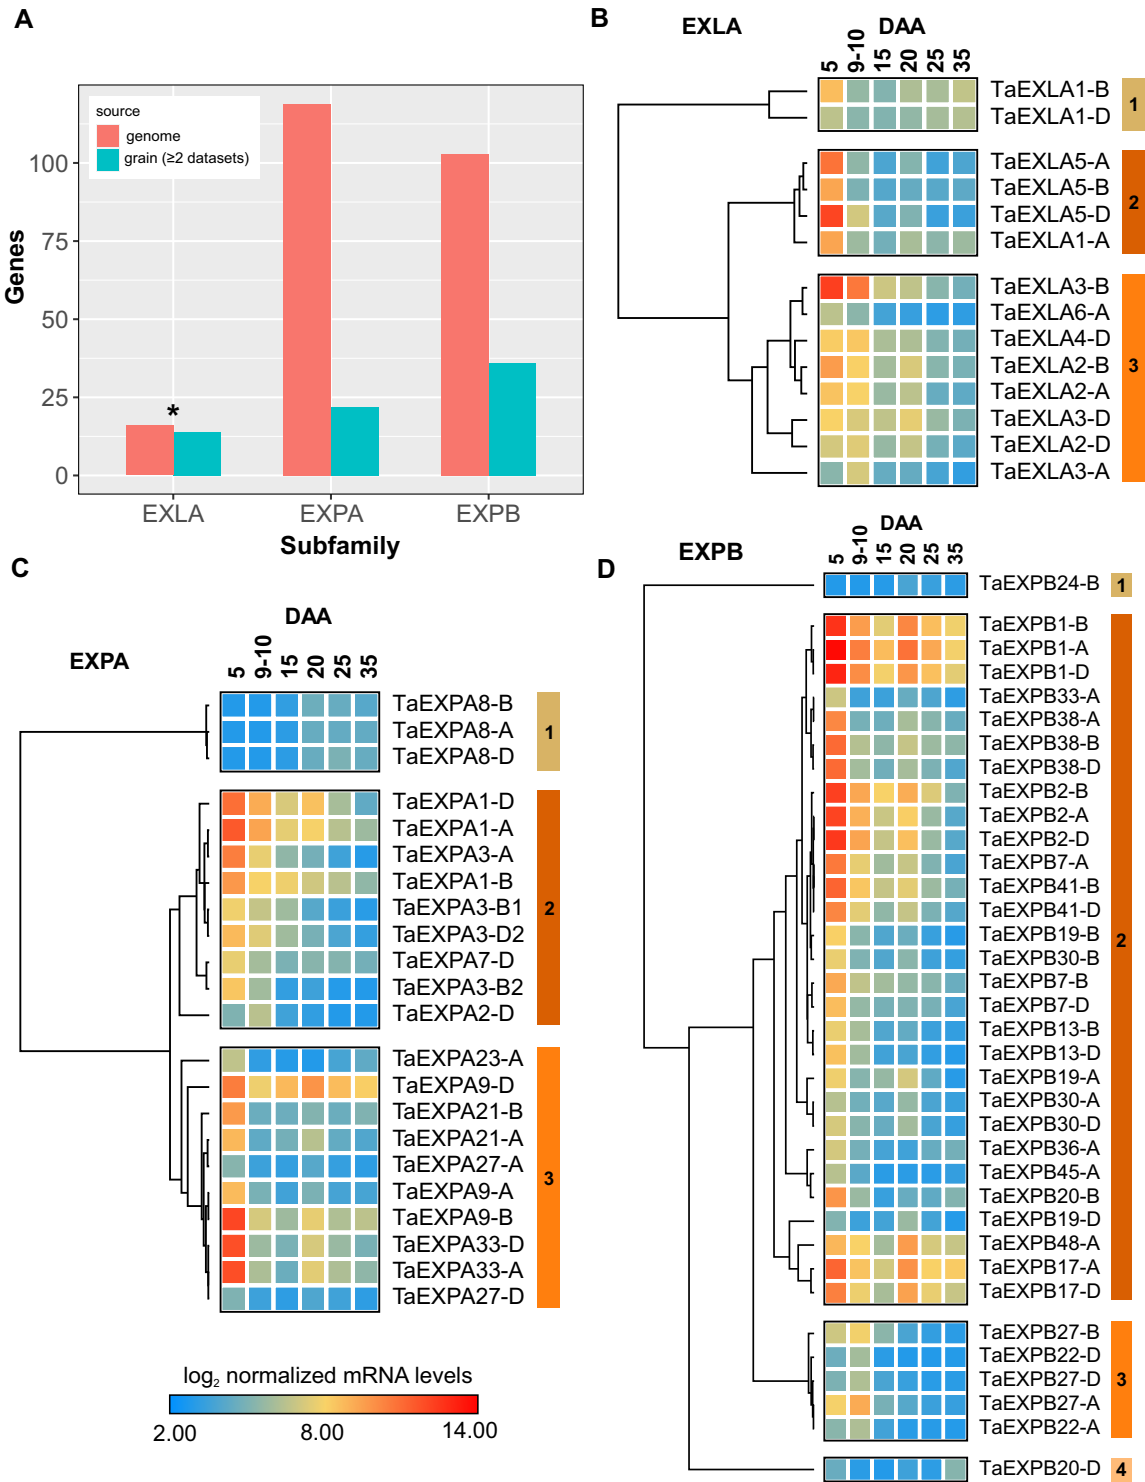 A
source
genome
grain (≥2 datasets)
100
75
50
25
0
Genes
EXLA
EXPA
EXPB
Subfamily
*
B
EXLA
DAA
5
9-10
15
20
25
35
TaEXLA1-B
TaEXLA1-D
1
TaEXLA5-A
TaEXLA5-B
TaEXLA5-D
TaEXLA1-A
2
TaEXLA3-B
TaEXLA6-A
TaEXLA4-D
TaEXLA2-B
TaEXLA2-A
TaEXLA3-D
TaEXLA2-D
TaEXLA3-A
3
C
EXPA
DAA
5
9-10
15
20
25
35
TaEXPA8-B
TaEXPA8-A
TaEXPA8-D
1
TaEXPA1-D
TaEXPA1-A
TaEXPA3-A
TaEXPA1-B
TaEXPA3-B1
TaEXPA3-D2
TaEXPA7-D
TaEXPA3-B2
TaEXPA2-D
2
TaEXPA23-A
TaEXPA9-D
TaEXPA21-B
TaEXPA21-A
TaEXPA27-A
TaEXPA9-A
TaEXPA9-B
TaEXPA33-D
TaEXPA33-A
TaEXPA27-D
3
log₂ normalized mRNA levels
2.00
8.00
14.00
D
EXPB
DAA
5
9-10
15
20
25
35
TaEXPB24-B
1
TaEXPB1-B
TaEXPB1-A
TaEXPB1-D
TaEXPB33-A
TaEXPB38-A
TaEXPB38-B
TaEXPB38-D
TaEXPB2-B
TaEXPB2-A
TaEXPB2-D
TaEXPB7-A
TaEXPB41-B
TaEXPB41-D
TaEXPB19-B
TaEXPB30-B
TaEXPB7-B
TaEXPB7-D
TaEXPB13-B
TaEXPB13-D
TaEXPB19-A
TaEXPB30-A
TaEXPB30-D
TaEXPB36-A
TaEXPB45-A
TaEXPB20-B
TaEXPB19-D
TaEXPB48-A
TaEXPB17-A
TaEXPB17-D
2
TaEXPB27-B
TaEXPB22-D
TaEXPB27-D
TaEXPB27-A
TaEXPB22-A
3
TaEXPB20-D
4